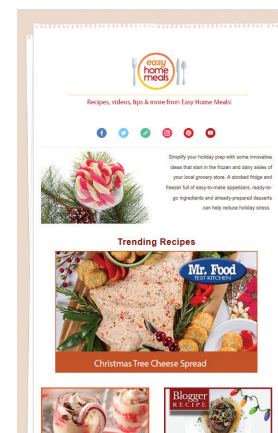 easy
home
meals
Recipes, videos, tips & more from Easy Home Meals!
Simplify your holiday prep with some innovative
ideas that start in the frozen and dairy aisles of
your local grocery store. A stocked fridge and
freezer full of easy-to-make appetizers, ready-to-
go ingredients and already-prepared desserts
can help reduce holiday stress.
Trending Recipes
Mr. Food
TEST KITCHEN
Christmas Tree Cheese Spread
Blogger
RECIPE